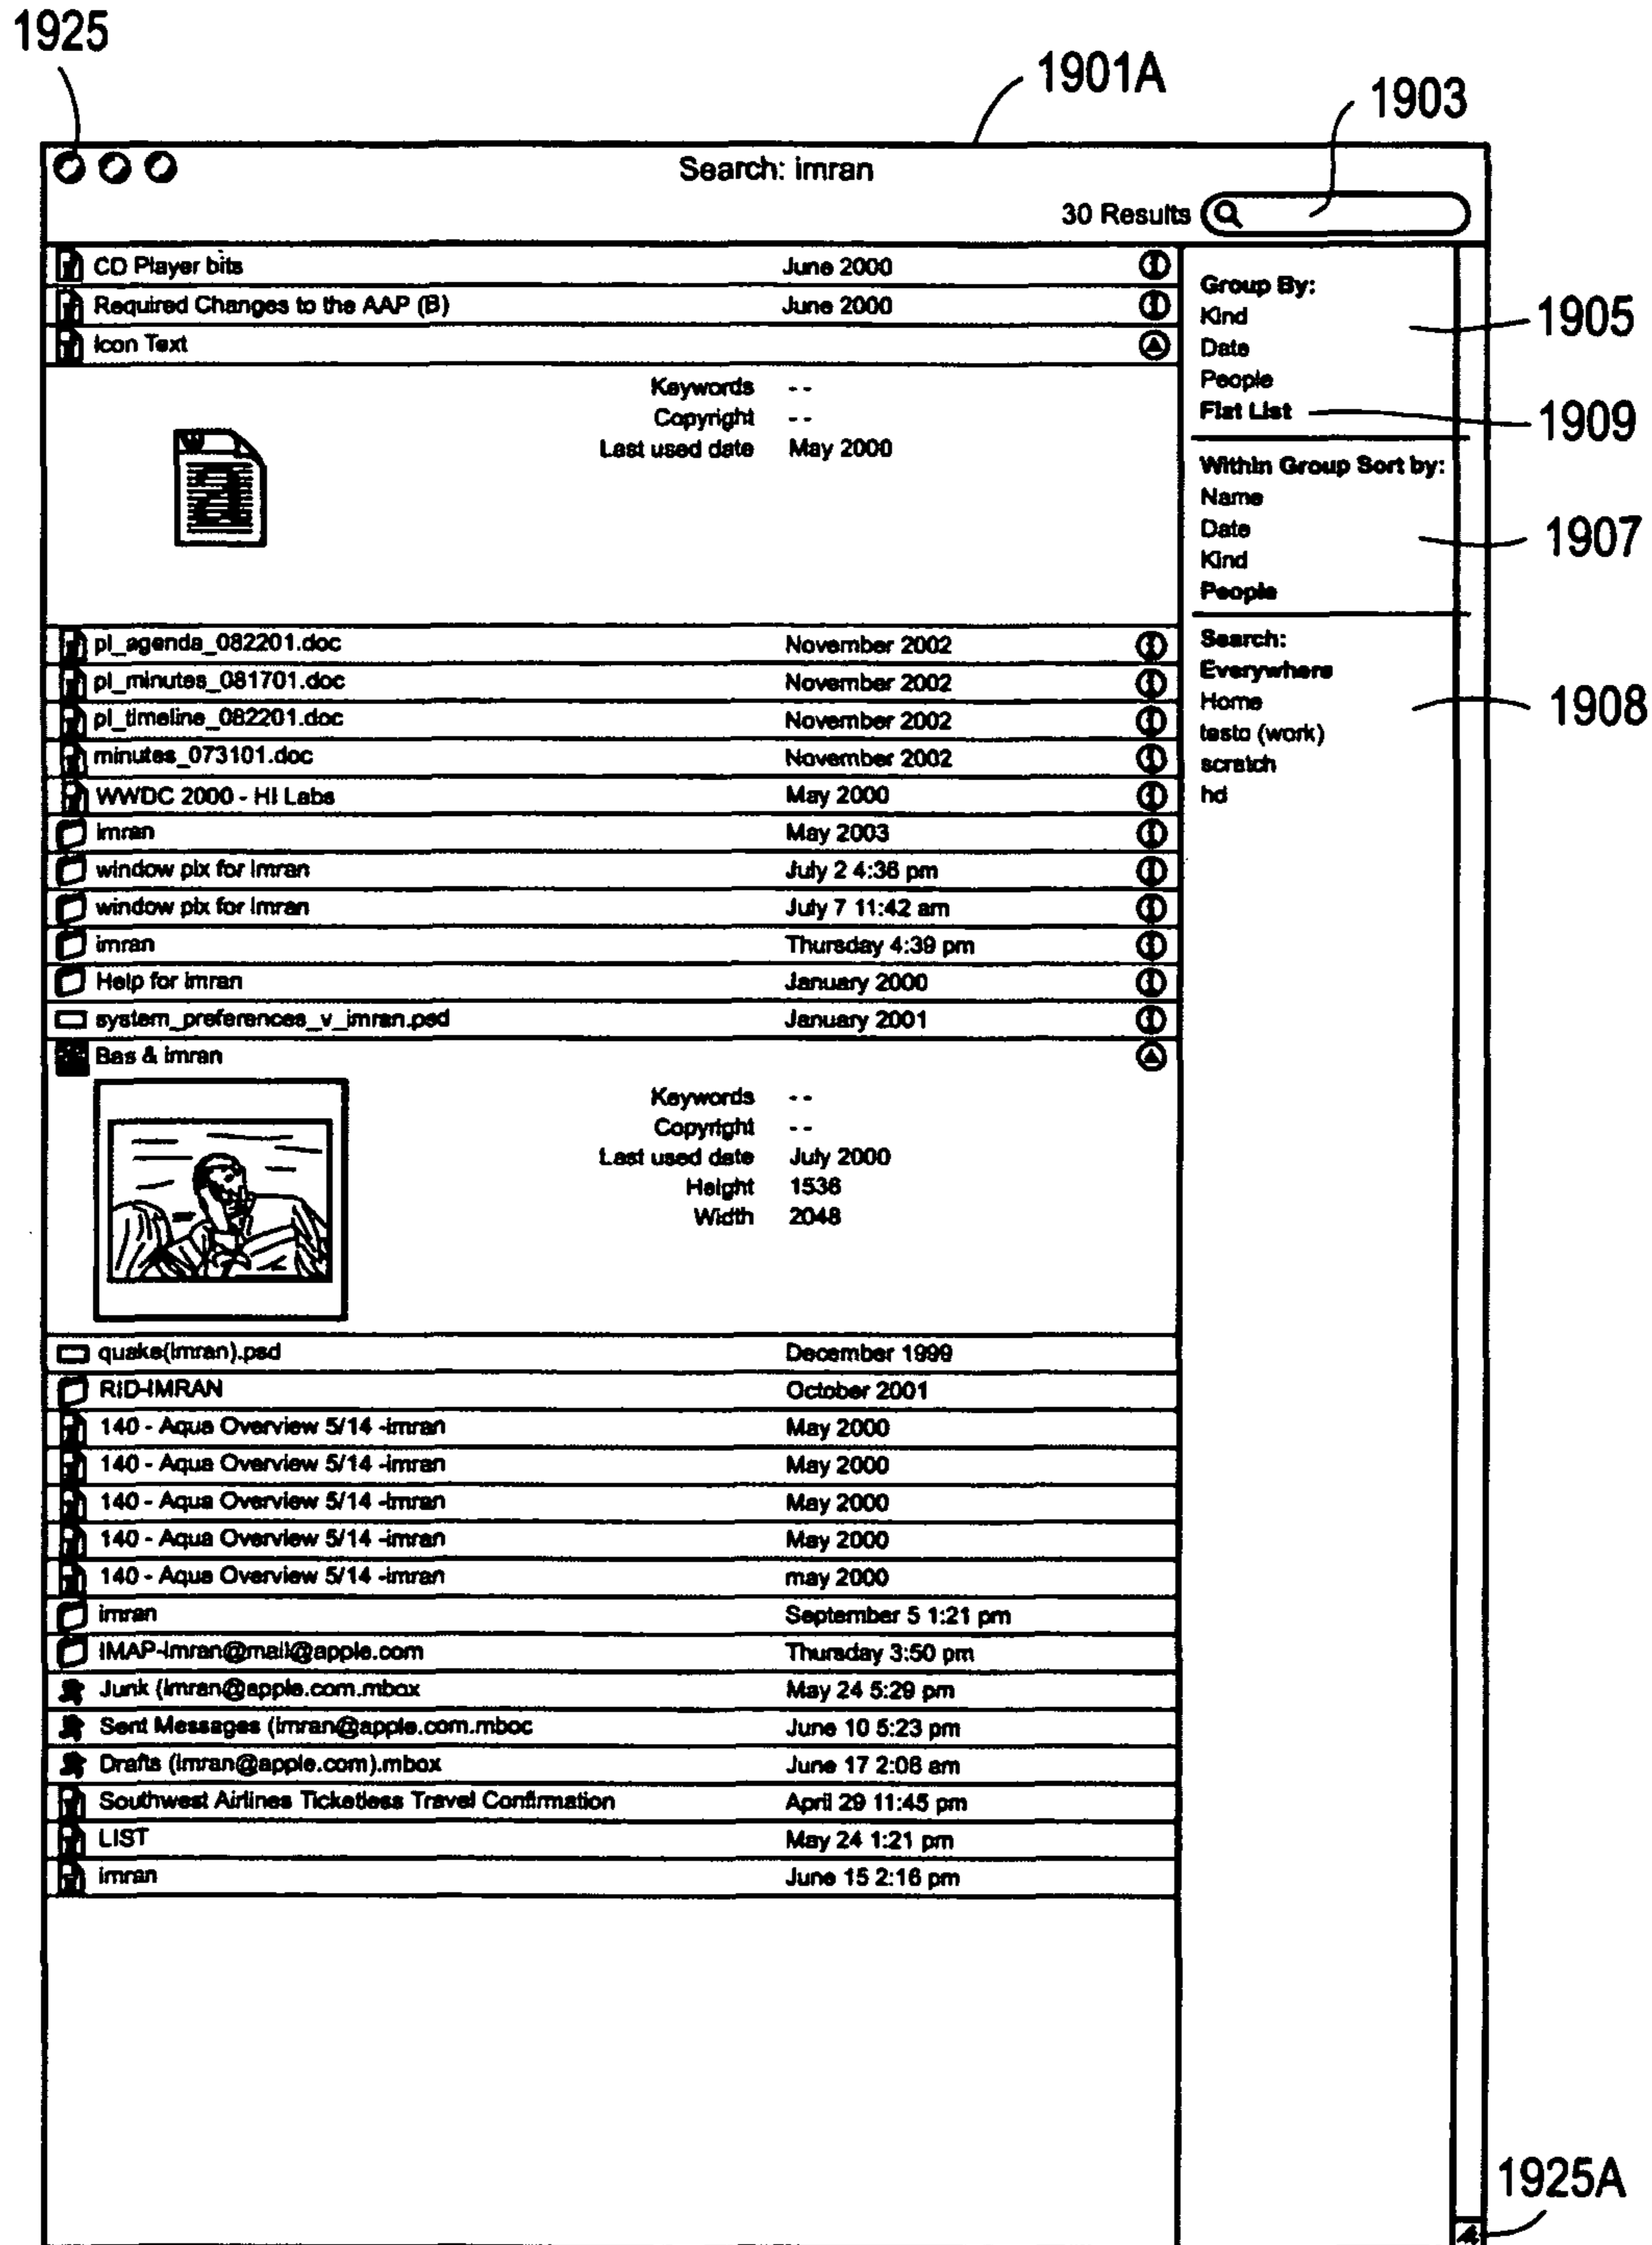 1925
1901A
1903
Search: imran
30 Results
CD Player bits June 2000
Required Changes to the AAP (B) June 2000
Icon Text
Keywords --
Copyright --
Last used date May 2000
pl_agenda_082201.doc November 2002
pl_minutes_081701.doc November 2002
pl_timeline_082201.doc November 2002
minutes_073101.doc November 2002
WWDC 2000 - HI Labs May 2000
imran May 2003
window pix for Imran July 2 4:36 pm
window pix for Imran July 7 11:42 am
imran Thursday 4:39 pm
Help for imran January 2000
system_preferences_v_imran.psd January 2001
Bas & imran
Keywords --
Copyright --
Last used date July 2000
Height 1536
Width 2048
quake(imran).psd December 1999
RID-IMRAN October 2001
140 - Aqua Overview 5/14 -imran May 2000
140 - Aqua Overview 5/14 -imran May 2000
140 - Aqua Overview 5/14 -imran May 2000
140 - Aqua Overview 5/14 -imran May 2000
140 - Aqua Overview 5/14 -imran may 2000
imran September 5 1:21 pm
IMAP-Imran@mail@apple.com Thursday 3:50 pm
Junk (imran@apple.com.mbox May 24 5:29 pm
Sent Messages (imran@apple.com.mboc June 10 5:23 pm
Drafts (imran@apple.com).mbox June 17 2:08 am
Southwest Airlines Ticketless Travel Confirmation April 29 11:45 pm
LIST May 24 1:21 pm
imran June 15 2:16 pm
Group By:
Kind
Date
People
Flat List
Within Group Sort by:
Name
Date
Kind
People
Search:
Everywhere
Home
testo (work)
scratch
hd
1905
1909
1907
1908
1925A